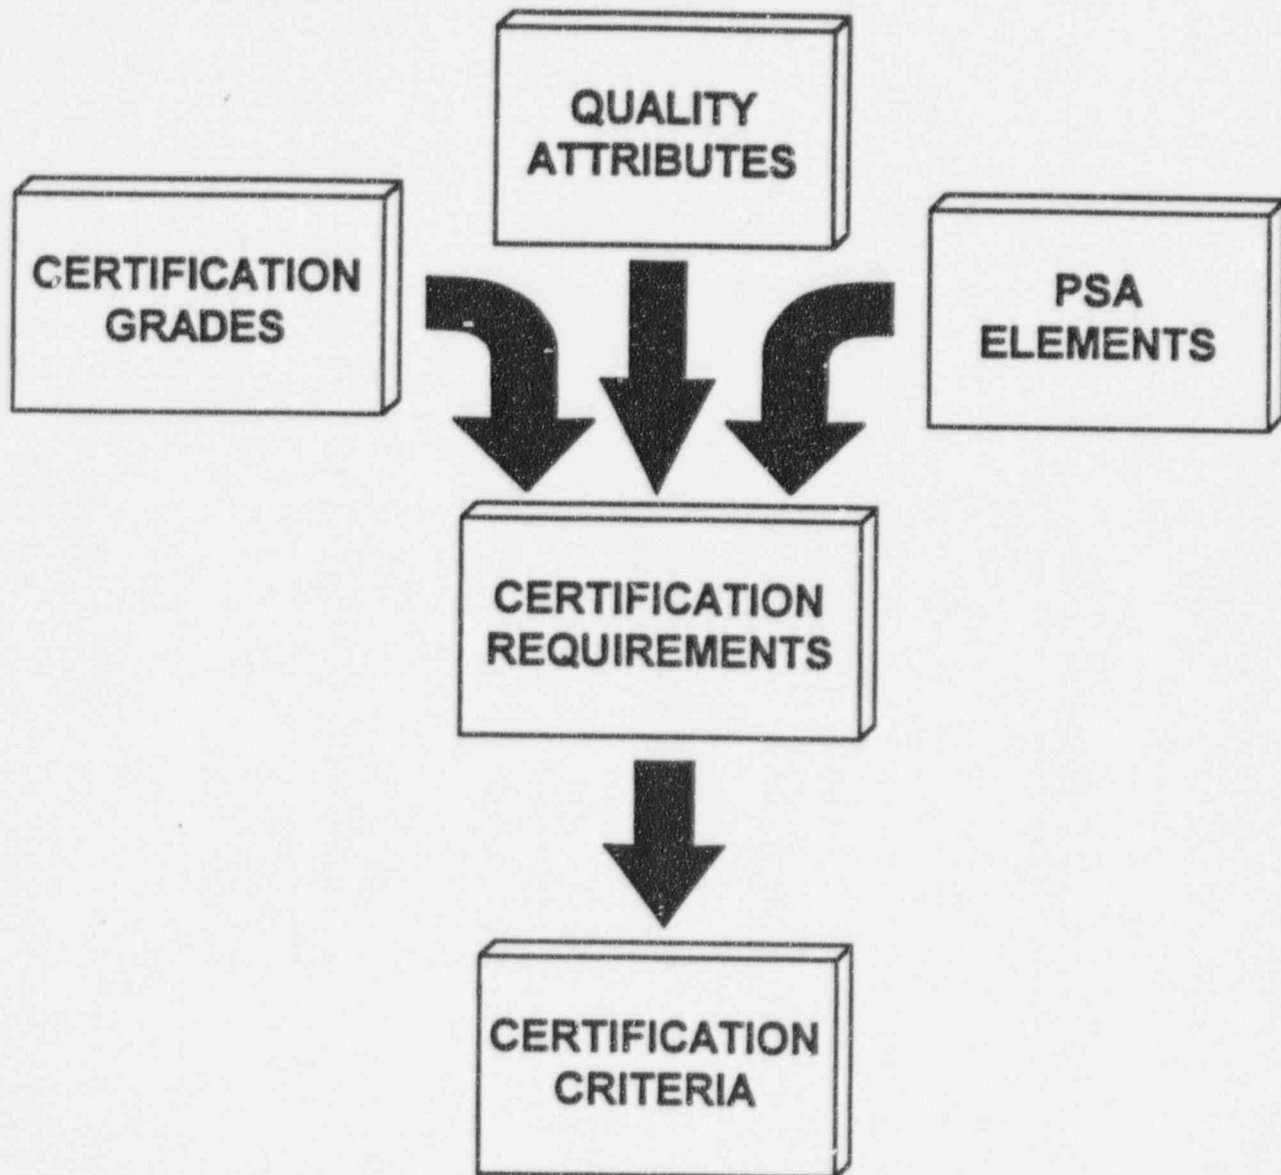 QUALITY
ATTRIBUTES
CERTIFICATION
GRADES
PSA
ELEMENTS
CERTIFICATION
REQUIREMENTS
CERTIFICATION
CRITERIA